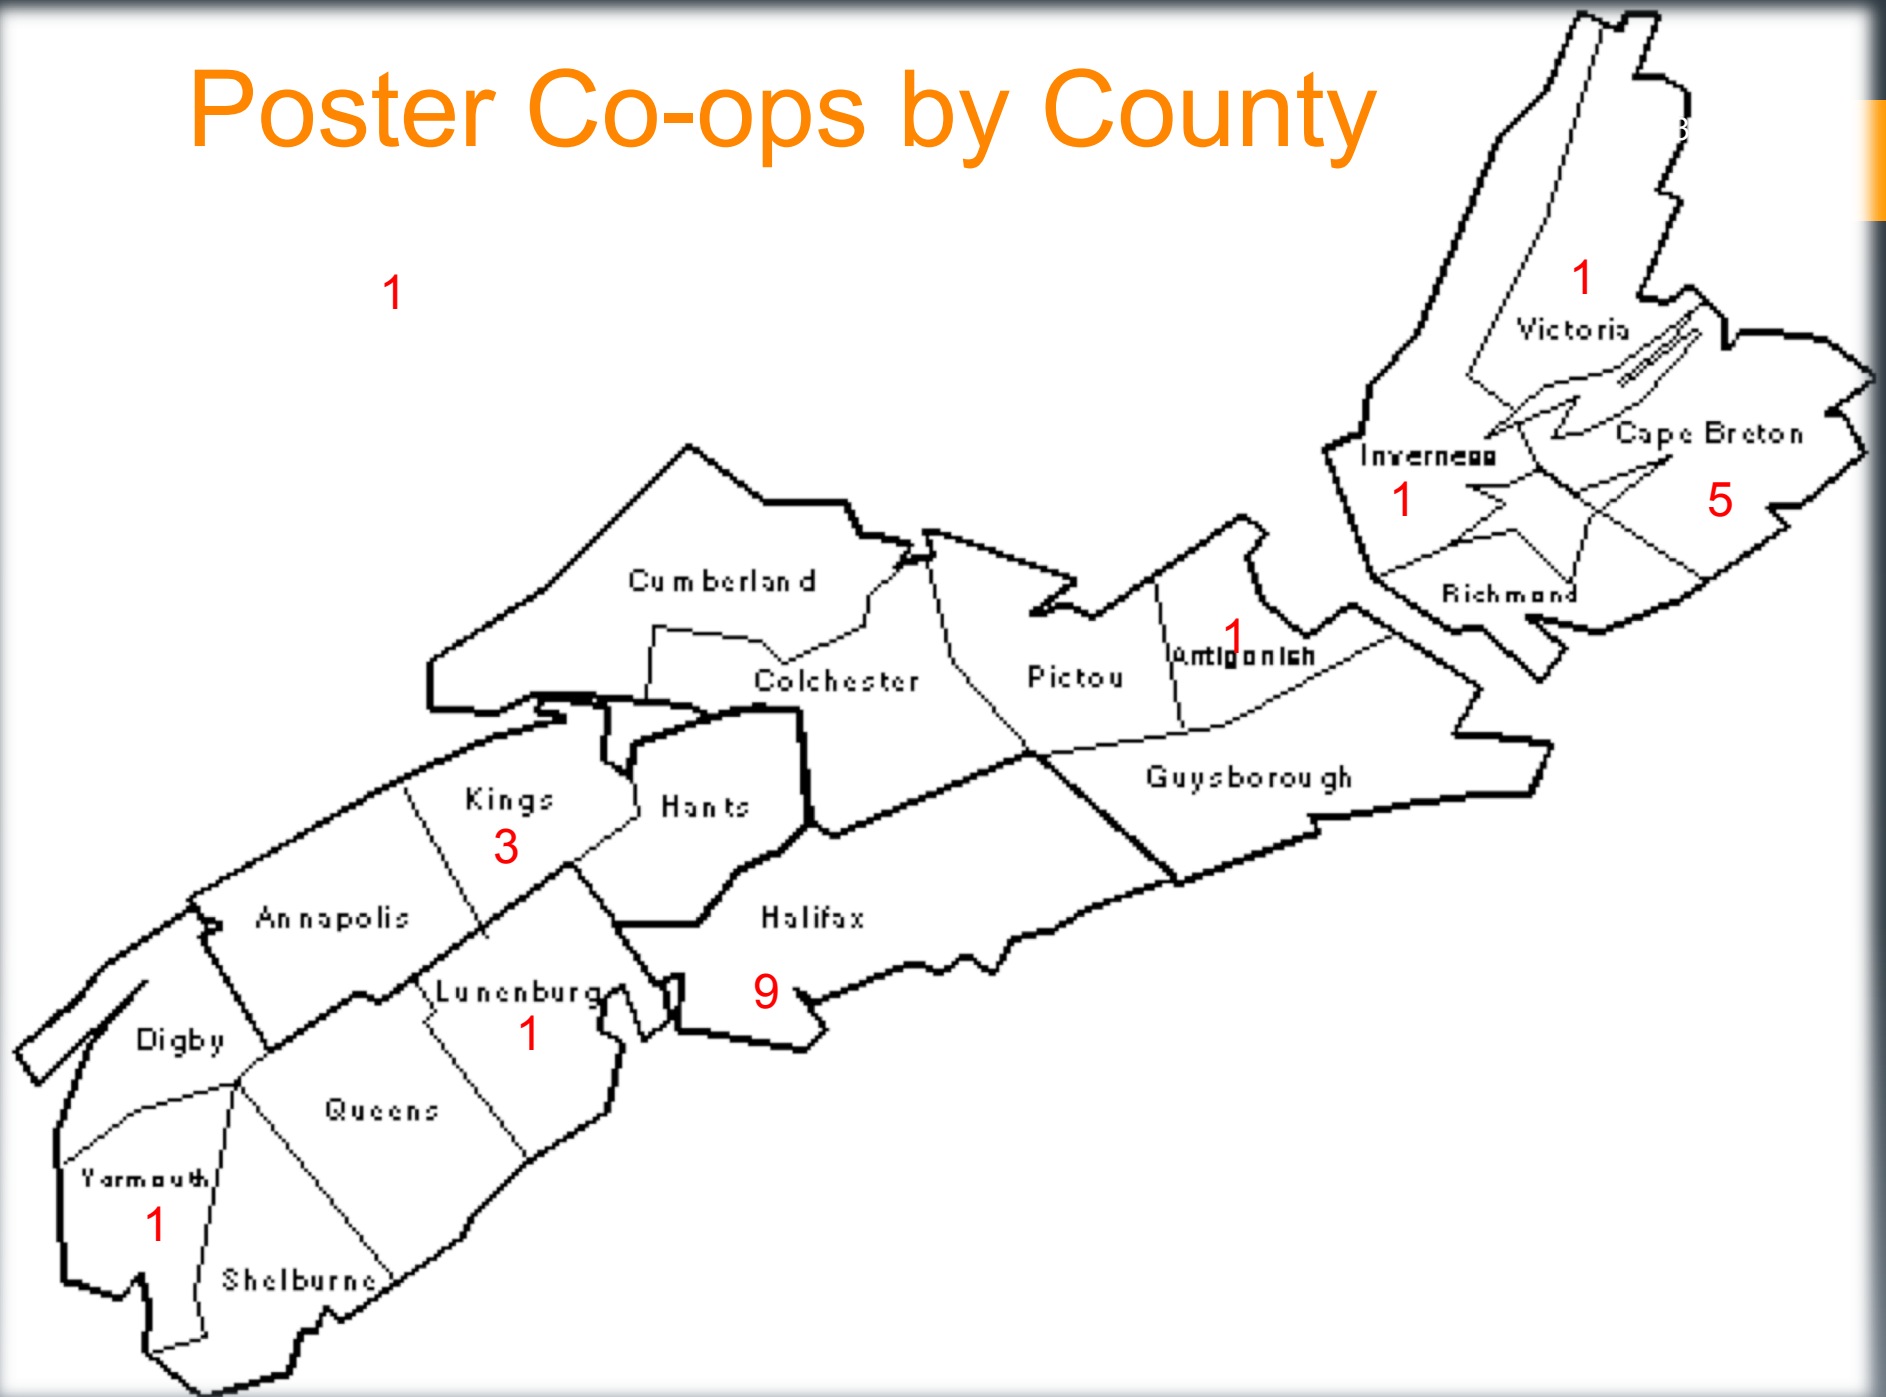 Poster Co-ops by County
3
1
1
Victoria
Cape Breton
Inverness
1
5
Cumberland
Richmond
1
Antigonish
Colchester
Pictou
Guysborough
Kings
Hants
3
Annapolis
Halifax
Lunenburg
9
1
Digby
Queens
Yarmouth
1
Shelburne